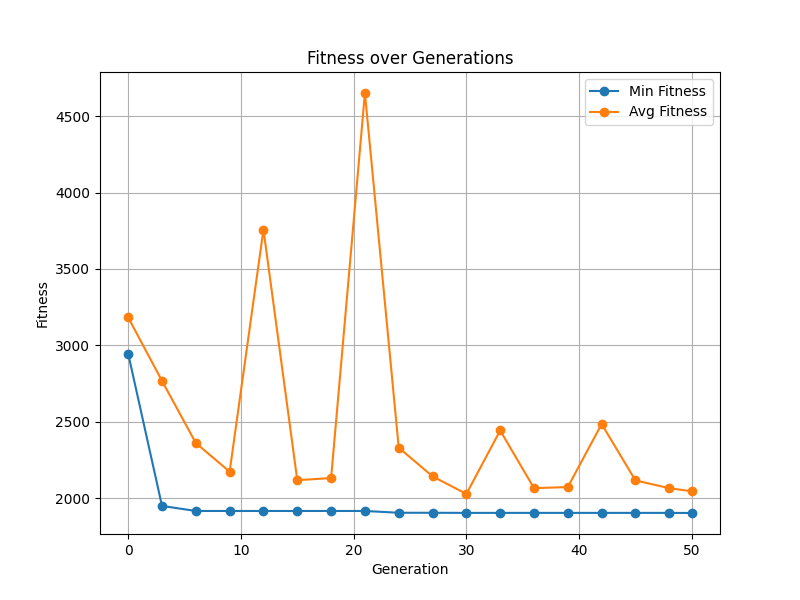 Fitness over Generations
Min Fitness
Avg Fitness
4500
4000
3500
3000
2500
2000
Fitness
0 10 20 30 40 50
Generation